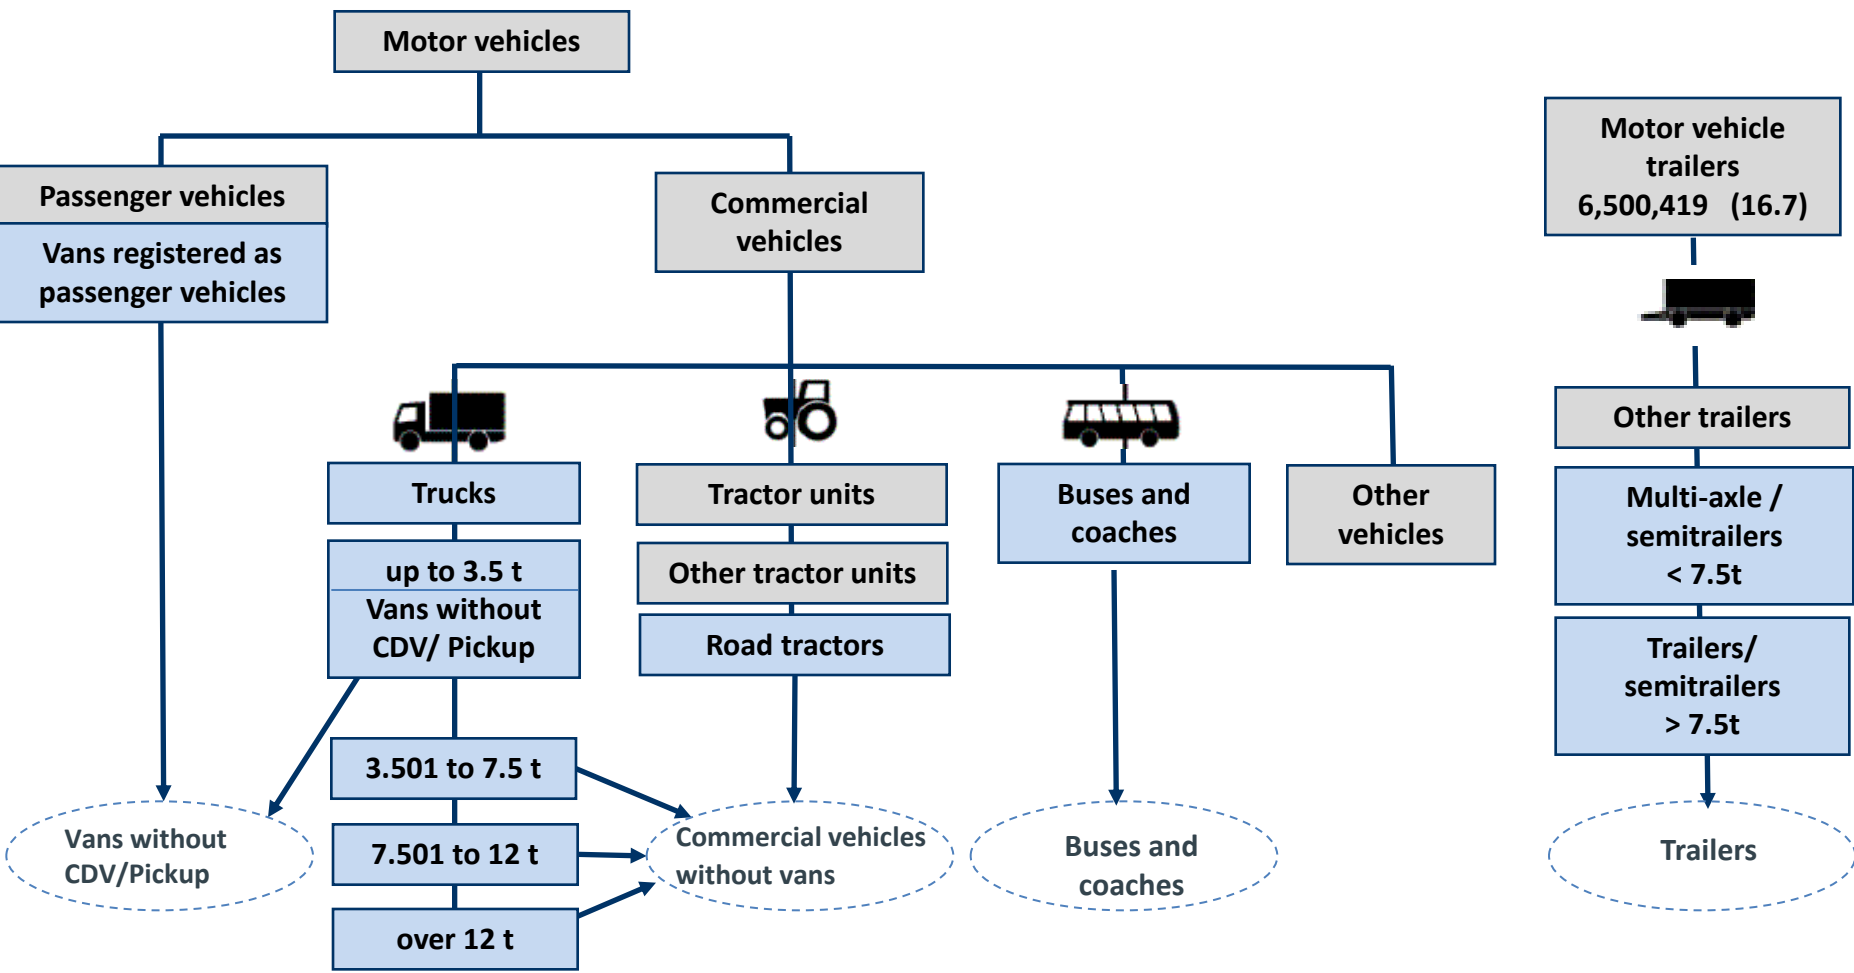 Motor vehicles
Passenger vehicles
Vans registered as
passenger vehicles
Commercial
vehicles
Motor vehicle
trailers
6,500,419 (16.7)
Trucks
up to 3.5 t
Vans without
CDV/ Pickup
3.501 to 7.5 t
7.501 to 12 t
over 12 t
Tractor units
Other tractor units
Road tractors
Buses and
coaches
Other
vehicles
Other trailers
Multi-axle /
semitrailers
< 7.5t
Trailers/
semitrailers
> 7.5t
Vans without
CDV/Pickup
Commercial vehicles
without vans
Buses and
coaches
Trailers